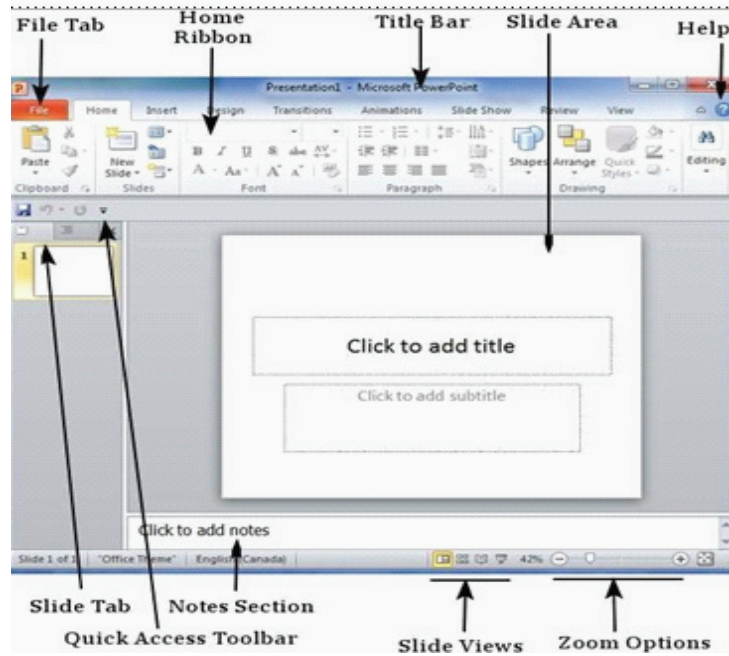 File Tab
Home
Ribbon
Title Bar
Slide Area
Help
Presentation1 - Microsoft PowerPoint
File Home Insert Design Transitions Animations Slide Show Review View
Paste
New
Slide
Shapes Arrange Quick
Styles
Editing
Clipboard Slides Font Paragraph Drawing
1
Click to add title
Click to add subtitle
Click to add notes
Slide 1 of 1 "Office Theme" English (Canada) 42%
Slide Tab Notes Section
Quick Access Toolbar
Slide Views Zoom Options